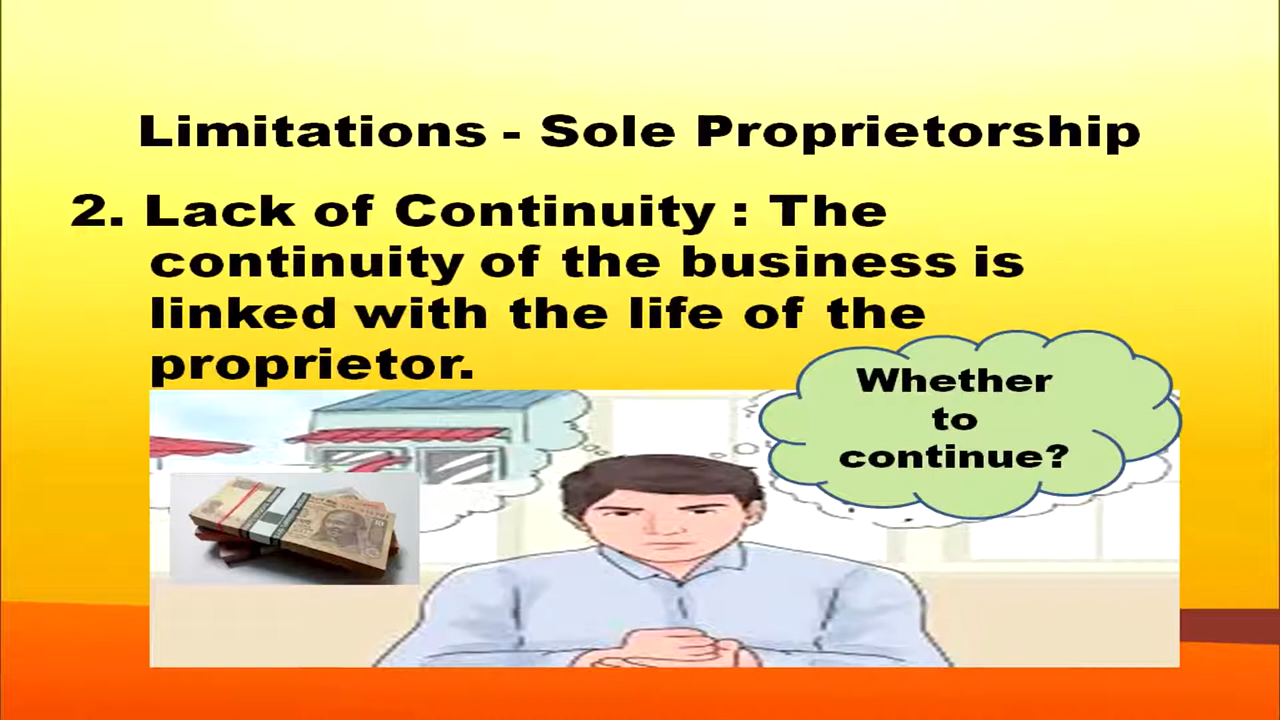 Limitations - Sole Proprietorship
2. Lack of Continuity : The
continuity of the business is
linked with the life of the
proprietor.
Whether
to
continue?